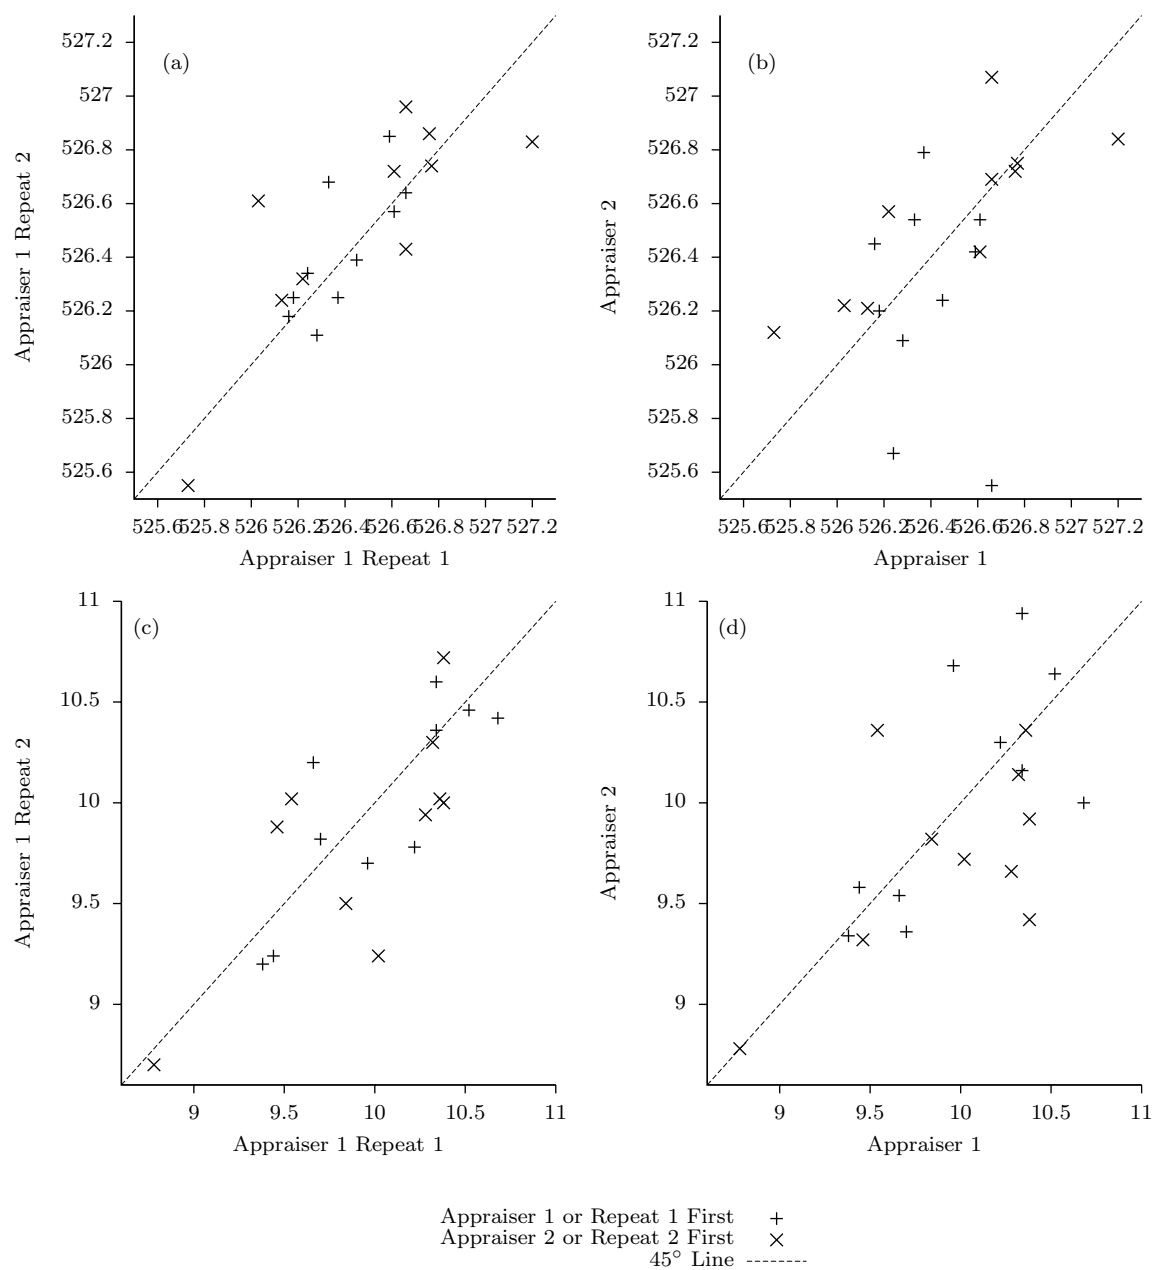 (a)
527.2
527
526.8
526.6
526.4
526.2
526
525.8
525.6
Appraiser 1 Repeat 2
525.6 525.8 526 526.2 526.4 526.6 526.8 527 527.2
Appraiser 1 Repeat 1
(b)
527.2
527
526.8
526.6
526.4
526.2
526
525.8
525.6
Appraiser 2
525.6 525.8 526 526.2 526.4 526.6 526.8 527 527.2
Appraiser 1
(c)
11
10.5
10
9.5
9
Appraiser 1 Repeat 2
9 9.5 10 10.5 11
Appraiser 1 Repeat 1
(d)
11
10.5
10
9.5
9
Appraiser 2
9 9.5 10 10.5 11
Appraiser 1
Appraiser 1 or Repeat 1 First
Appraiser 2 or Repeat 2 First
45° Line